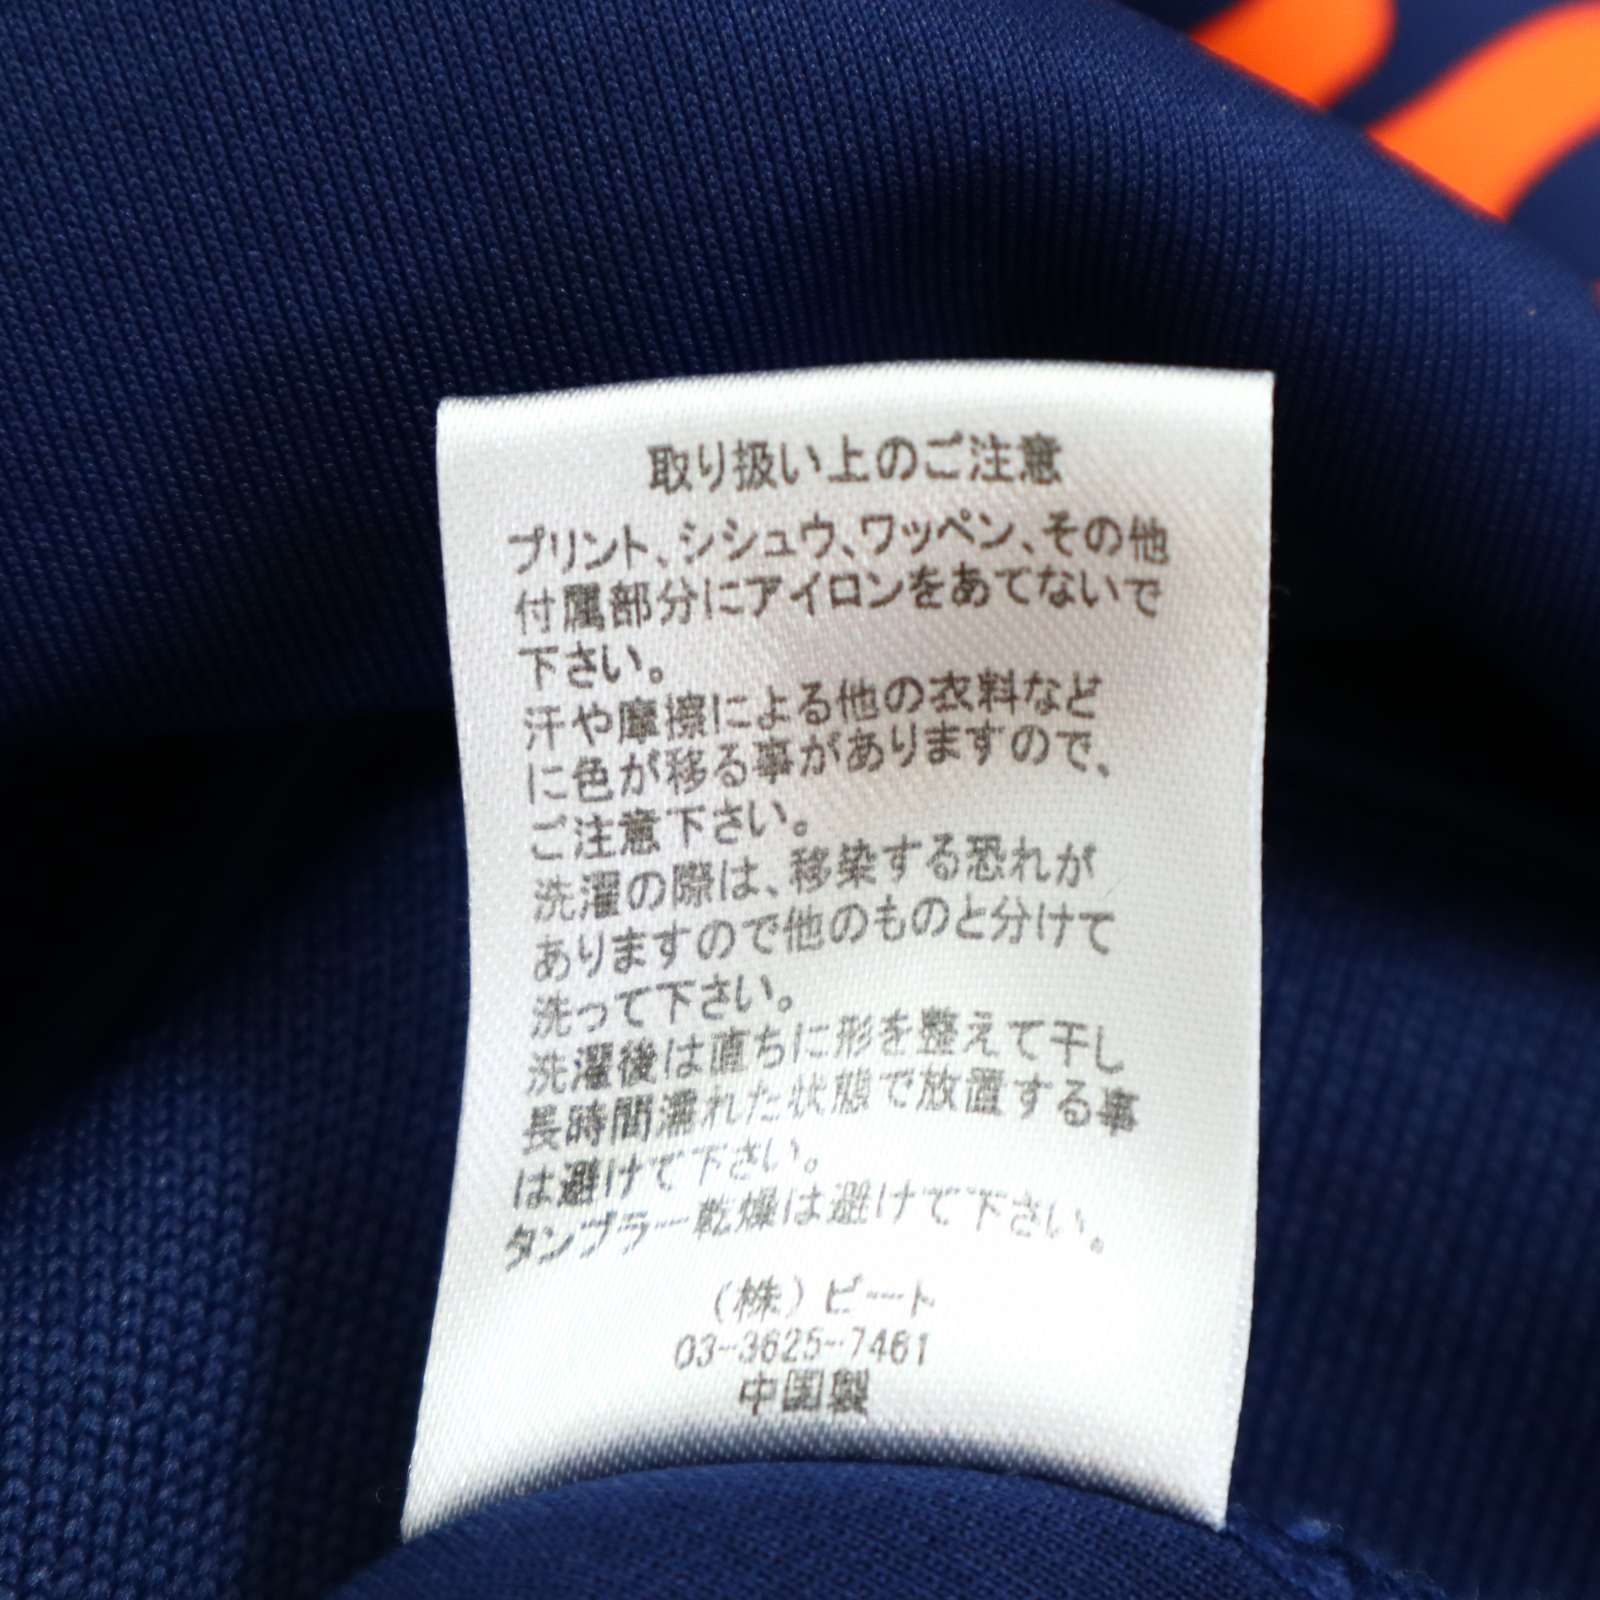 取り扱い上のご注意
プリント、シシュウ、ワッペン、その他
付属部分にアイロンをあてないで
下さい。
汗や摩擦による他の衣料など
に色が移る事がありますので、
ご注意下さい。
洗濯の際は、移染する恐れが
ありますので他のものと分けて
洗って下さい。
洗濯後は直ちに形を整えて干し
長時間濡れた状態で放置する事
は避けて下さい。
タンブラー乾燥は避けて下さい。
(株)ビート
03-3625-7461
中国製